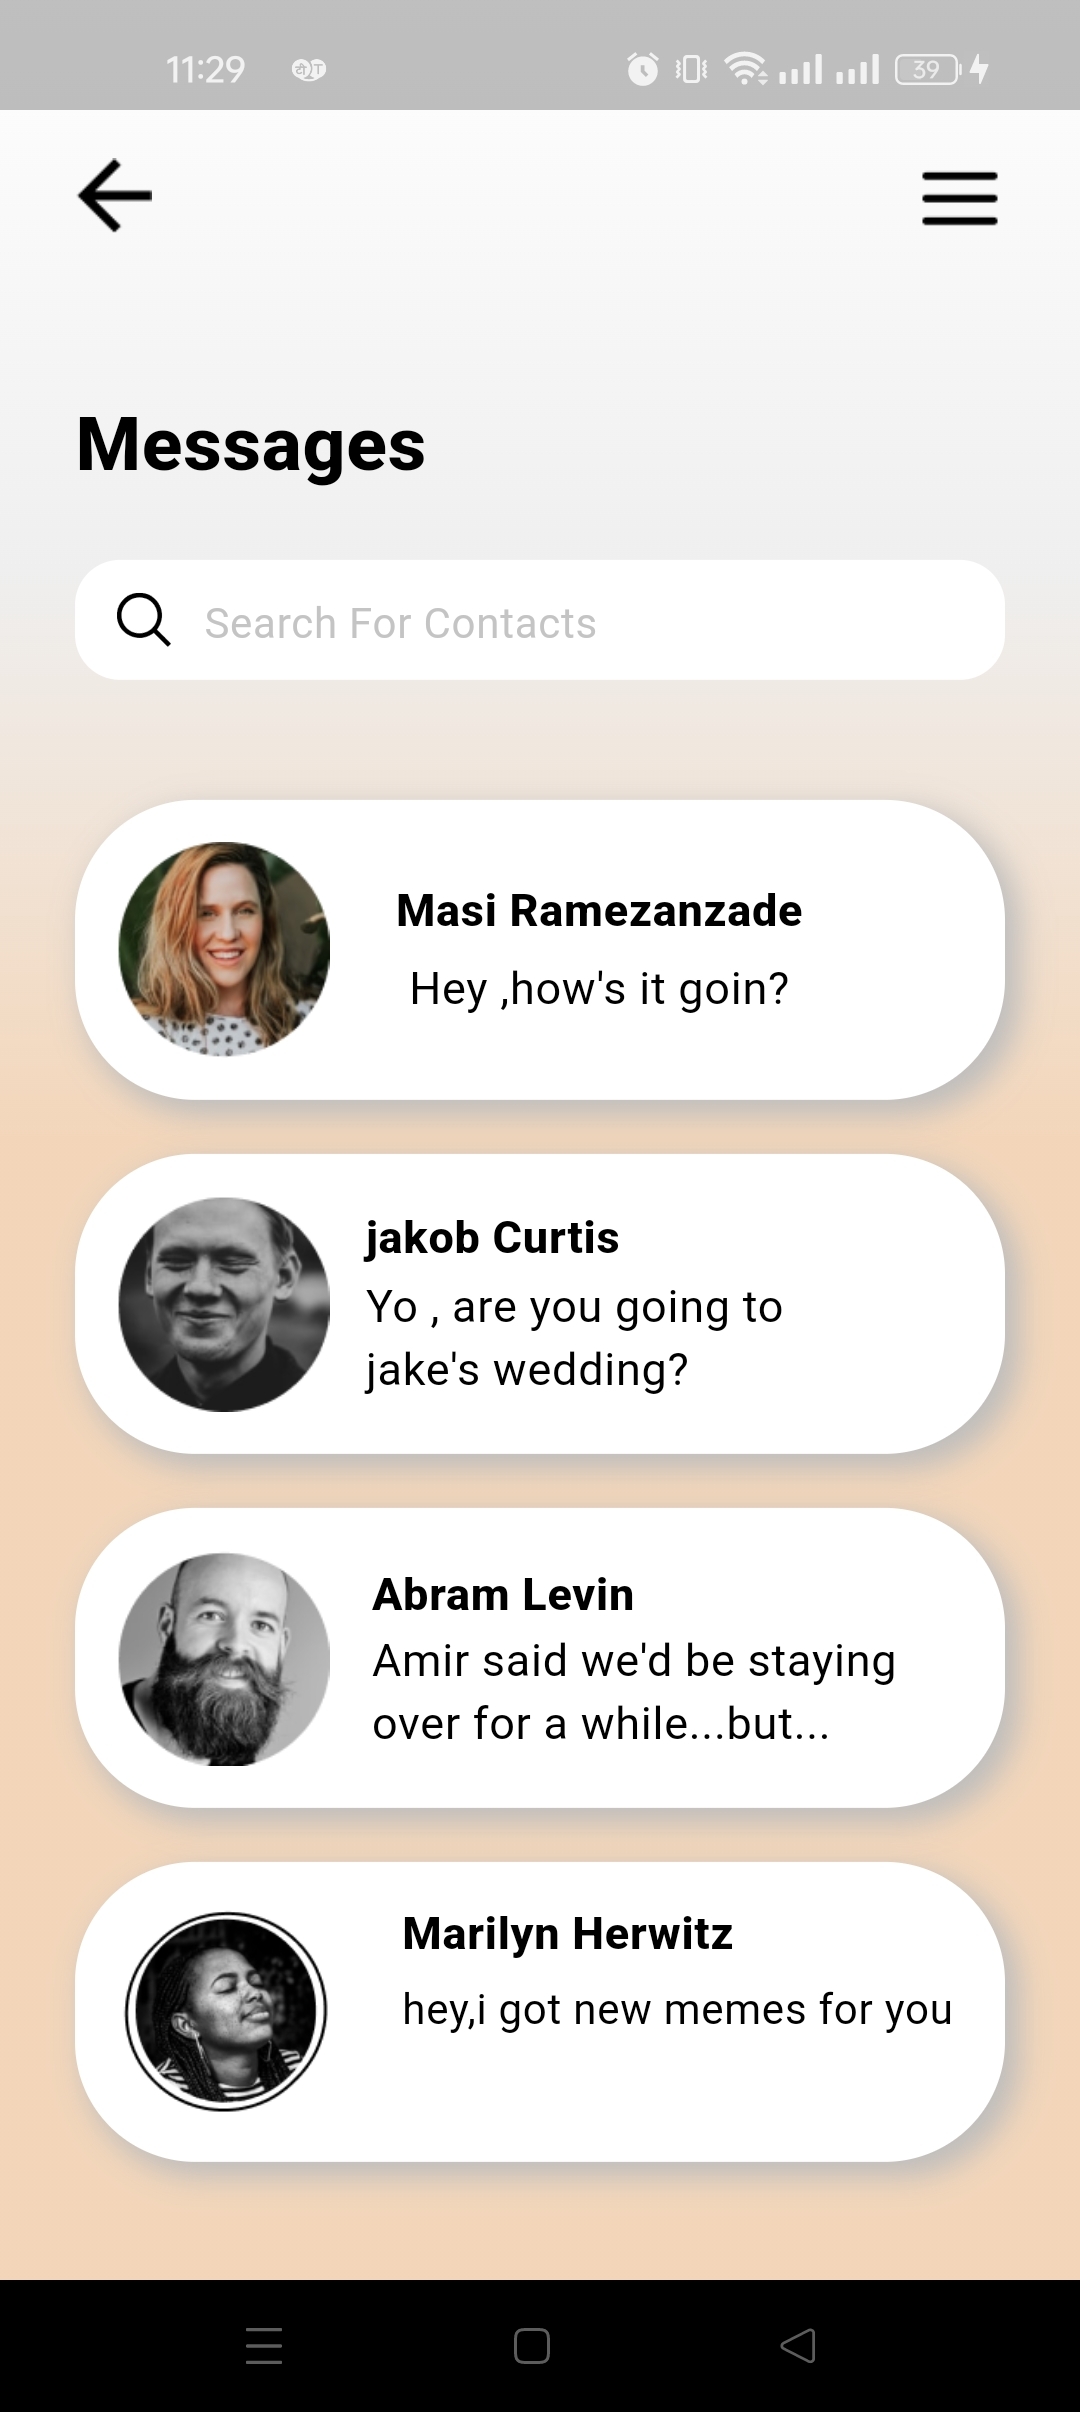 11:29
39
Messages
Search For Contacts
Masi Ramezanzade
Hey ,how's it goin?
jakob Curtis
Yo , are you going to
jake's wedding?
Abram Levin
Amir said we'd be staying
over for a while...but...
Marilyn Herwitz
hey,i got new memes for you